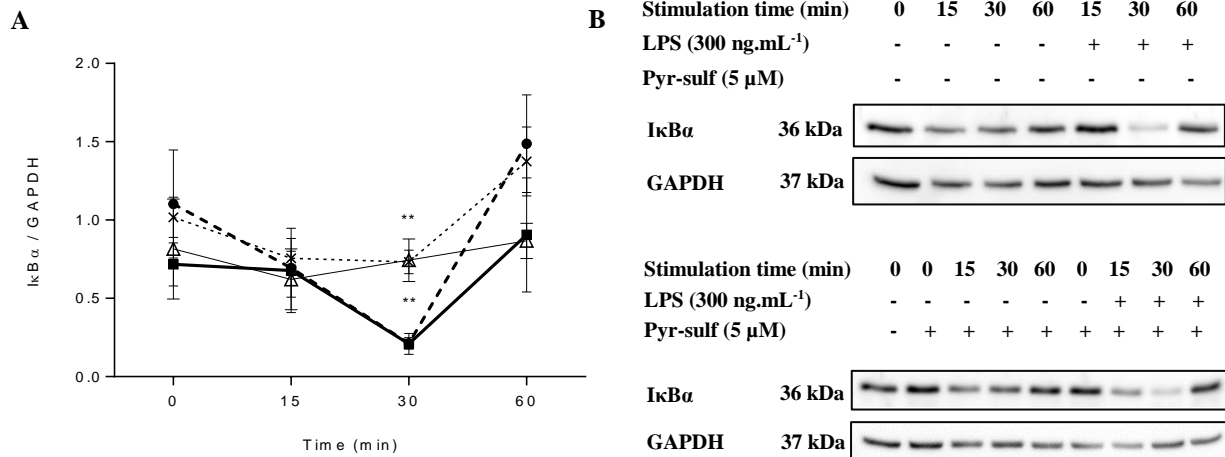 A
2.0
1.5
1.0
0.5
0.0
IκBα / GAPDH
**
**
0 15 30 60
Time (min)
B
Stimulation time (min) 0 15 30 60 15 30 60
LPS (300 ng.mL-1) - - - - + + +
Pyr-sulf (5 µM) - - - - - - -
IκBα 36 kDa
GAPDH 37 kDa
Stimulation time (min) 0 0 15 30 60 0 15 30 60
LPS (300 ng.mL-1) - - - - - - + + +
Pyr-sulf (5 µM) - + + + + + + + +
IκBα 36 kDa
GAPDH 37 kDa